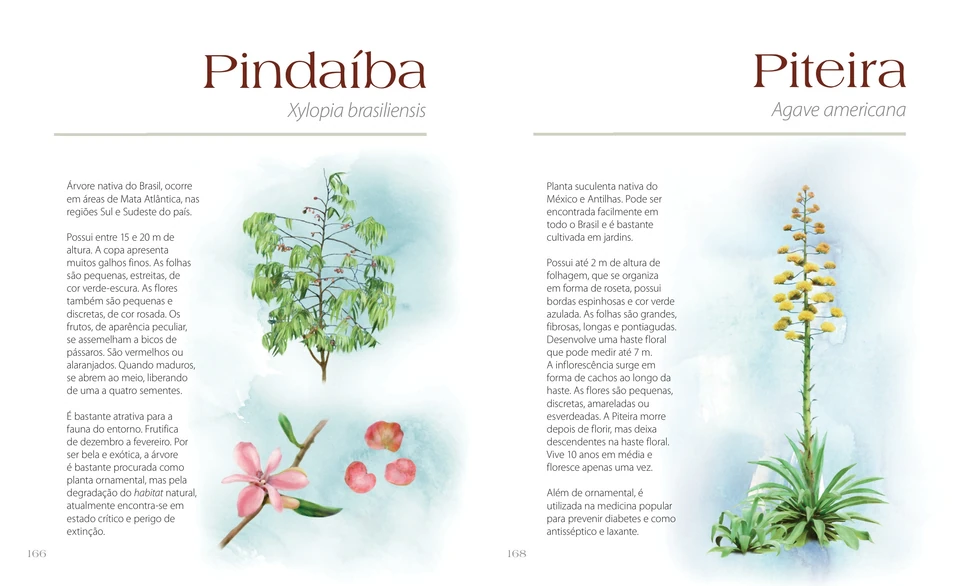 Pindaíba
Xylopia brasiliensis
Árvore nativa do Brasil, ocorre
em áreas de Mata Atlântica, nas
regiões Sul e Sudeste do país.
Possui entre 15 e 20 m de
altura. A copa apresenta
muitos galhos finos. As folhas
são pequenas, estreitas, de
cor verde-escura. As flores
também são pequenas e
discretas, de cor rosada. Os
frutos, de aparência peculiar,
se assemelham a bicos de
pássaros. São vermelhos ou
alaranjados. Quando maduros,
se abrem ao meio, liberando
de uma a quatro sementes.
É bastante atrativa para a
fauna do entorno. Frutifica
de dezembro a fevereiro. Por
ser bela e exótica, a árvore
é bastante procurada como
planta ornamental, mas pela
degradação do habitat natural,
atualmente encontra-se em
estado crítico e perigo de
extinção.
166
Piteira
Agave americana
Planta suculenta nativa do
México e Antilhas. Pode ser
encontrada facilmente em
todo o Brasil e é bastante
cultivada em jardins.
Possui até 2 m de altura de
folhagem, que se organiza
em forma de roseta, possui
bordas espinhosas e cor verde
azulada. As folhas são grandes,
fibrosas, longas e pontiagudas.
Desenvolve uma haste floral
que pode medir até 7 m.
A inflorescência surge em
forma de cachos ao longo da
haste. As flores são pequenas,
discretas, amareladas ou
esverdeadas. A Piteira morre
depois de florir, mas deixa
descendentes na haste floral.
Vive 10 anos em média e
floresce apenas uma vez.
Além de ornamental, é
utilizada na medicina popular
para prevenir diabetes e como
antisséptico e laxante.
168